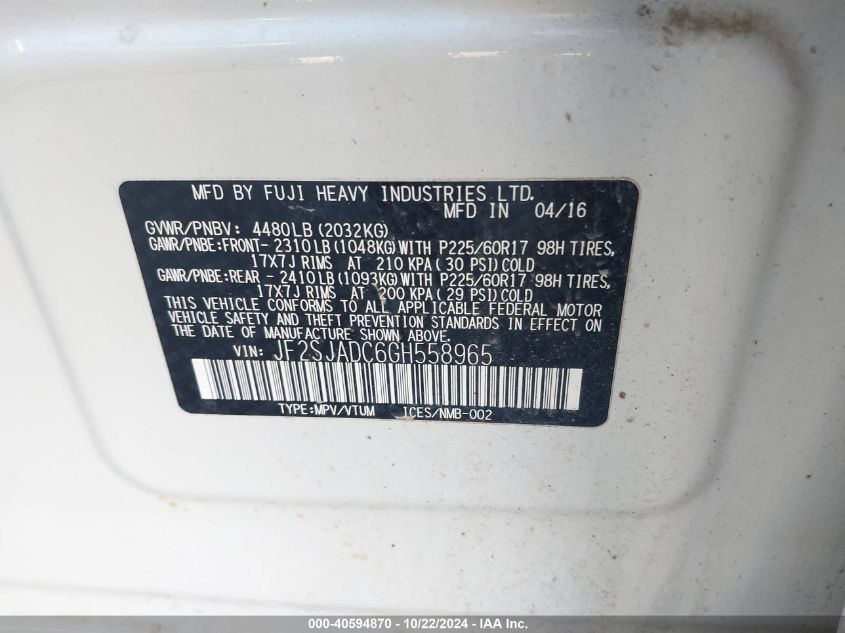 MFD BY FUJI HEAVY INDUSTRIES LTD.
MFD IN 04/16
GVWR/PNBV: 4480LB (2032KG)
GAWR/PNBE:FRONT- 2310LB (1048KG) WITH P225/60R17 98H TIRES,
17X7J RIMS AT 210 KPA (30 PSI) COLD
GAWR/PNBE:REAR - 2410LB (1093KG) WITH P225/60R17 98H TIRES,
17X7J RIMS AT 200 KPA (29 PSI) COLD
THIS VEHICLE CONFORMS TO ALL APPLICABLE FEDERAL MOTOR
VEHICLE SAFETY AND THEFT PREVENTION STANDARDS IN EFFECT ON
THE DATE OF MANUFACTURE SHOWN ABOVE.
VIN: JF2SJADC6GH558965
TYPE:MPV/VTUM ICES/NMB-002
000-40594870 - 10/22/2024 - IAA Inc.